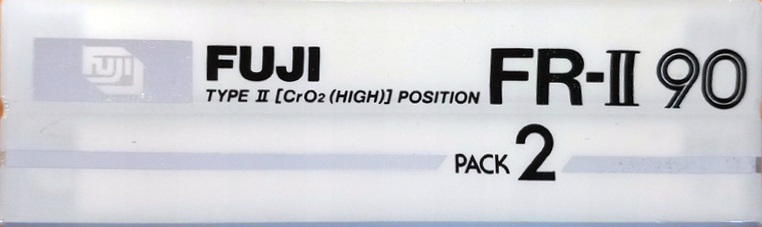 FUJI
FUJI FR-II 90
TYPE II [CrO2 (HIGH)] POSITION
PACK 2